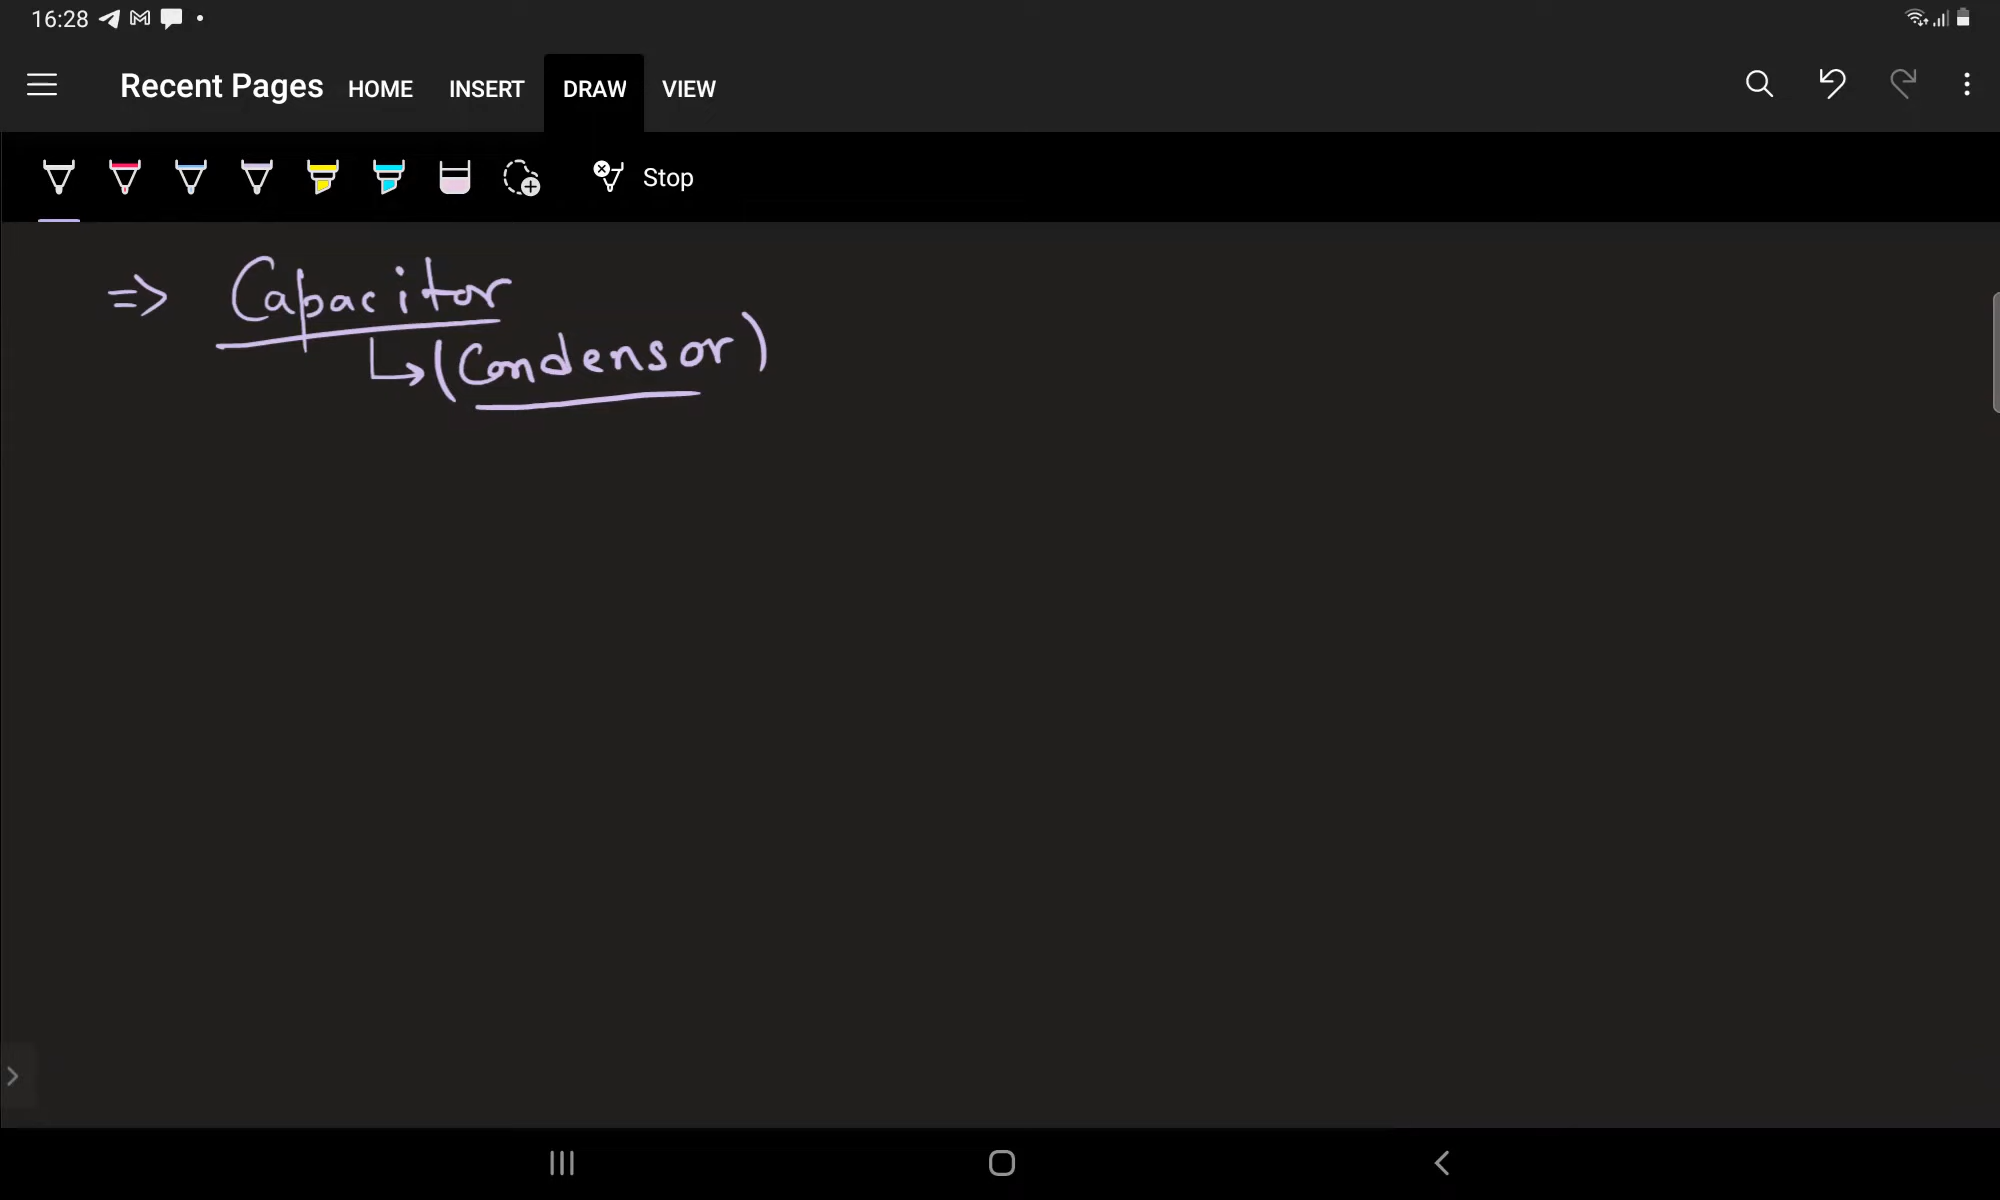 16:28
Recent Pages HOME INSERT DRAW VIEW
Stop
=> Capacitor
↳(Condensor)